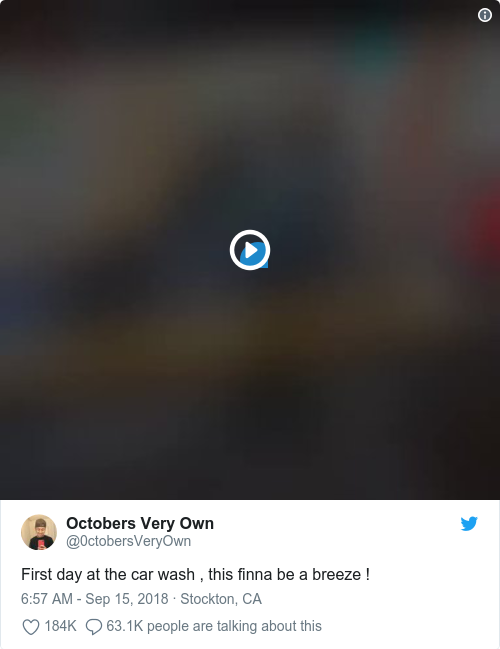 Octobers Very Own
@0ctobersVeryOwn
First day at the car wash , this finna be a breeze !
6:57 AM - Sep 15, 2018 · Stockton, CA
184K 63.1K people are talking about this